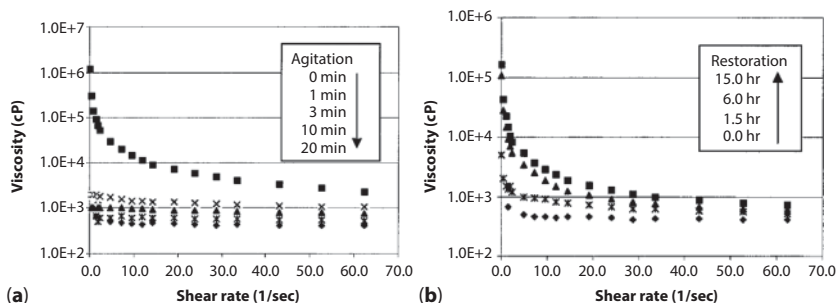 1.0E+7
1.0E+6
1.0E+5
1.0E+4
1.0E+3
1.0E+2
Viscosity (cP)
Agitation
0 min
1 min
3 min
10 min
20 min
0.0 10.0 20.0 30.0 40.0 50.0 60.0 70.0
Shear rate (1/sec)
(a)
1.0E+6
1.0E+5
1.0E+4
1.0E+3
1.0E+2
Viscosity (cP)
Restoration
15.0 hr
6.0 hr
1.5 hr
0.0 hr
0.0 10.0 20.0 30.0 40.0 50.0 60.0 70.0
Shear rate (1/sec)
(b)